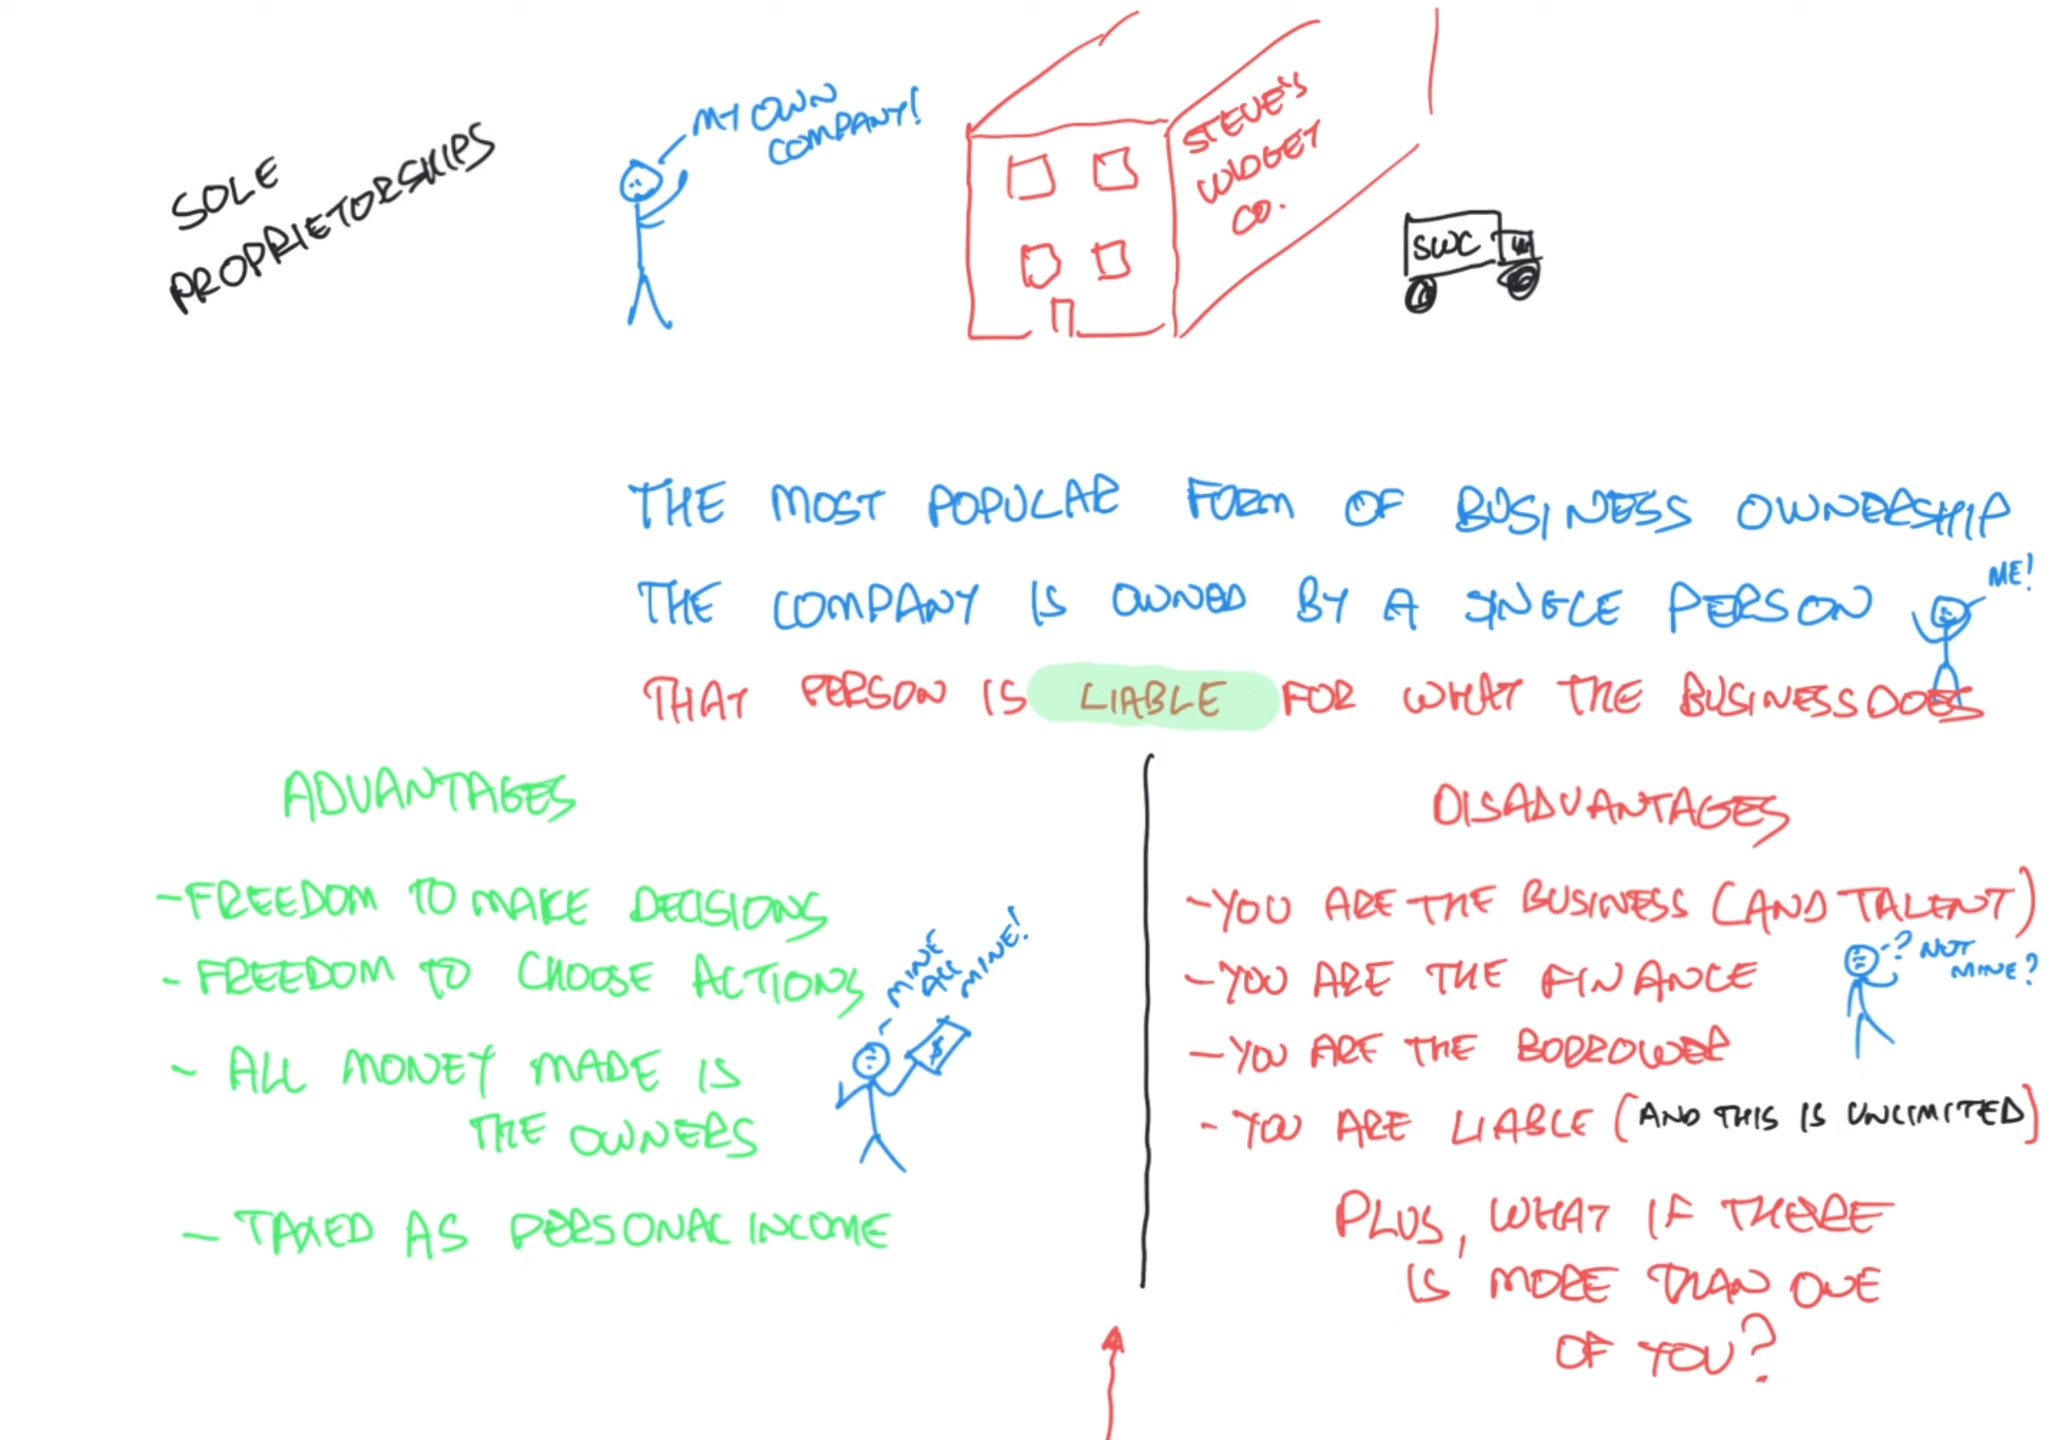 SOLE
PROPRIETORSHIPS
MY OWN
COMPANY!
STEVE'S
WIDGET
CO.
SWC
THE MOST POPULAR FORM OF BUSINESS OWNERSHIP
THE COMPANY IS OWNED BY A SINGLE PERSON
ME!
THAT PERSON IS LIABLE FOR WHAT THE BUSINESS DOES
ADVANTAGES
- FREEDOM TO MAKE DECISIONS
- FREEDOM TO CHOOSE ACTIONS
- ALL MONEY MADE IS
THE OWNERS
- TAXED AS PERSONAL INCOME
MINE
ALL
MINE!
$
DISADVANTAGES
- YOU ARE THE BUSINESS (AND TALENT)
- YOU ARE THE FINANCE
- YOU ARE THE BORROWER
- YOU ARE LIABLE (AND THIS IS UNLIMITED)
? NOT
MINE?
PLUS, WHAT IF THERE
IS MORE THAN ONE
OF YOU?